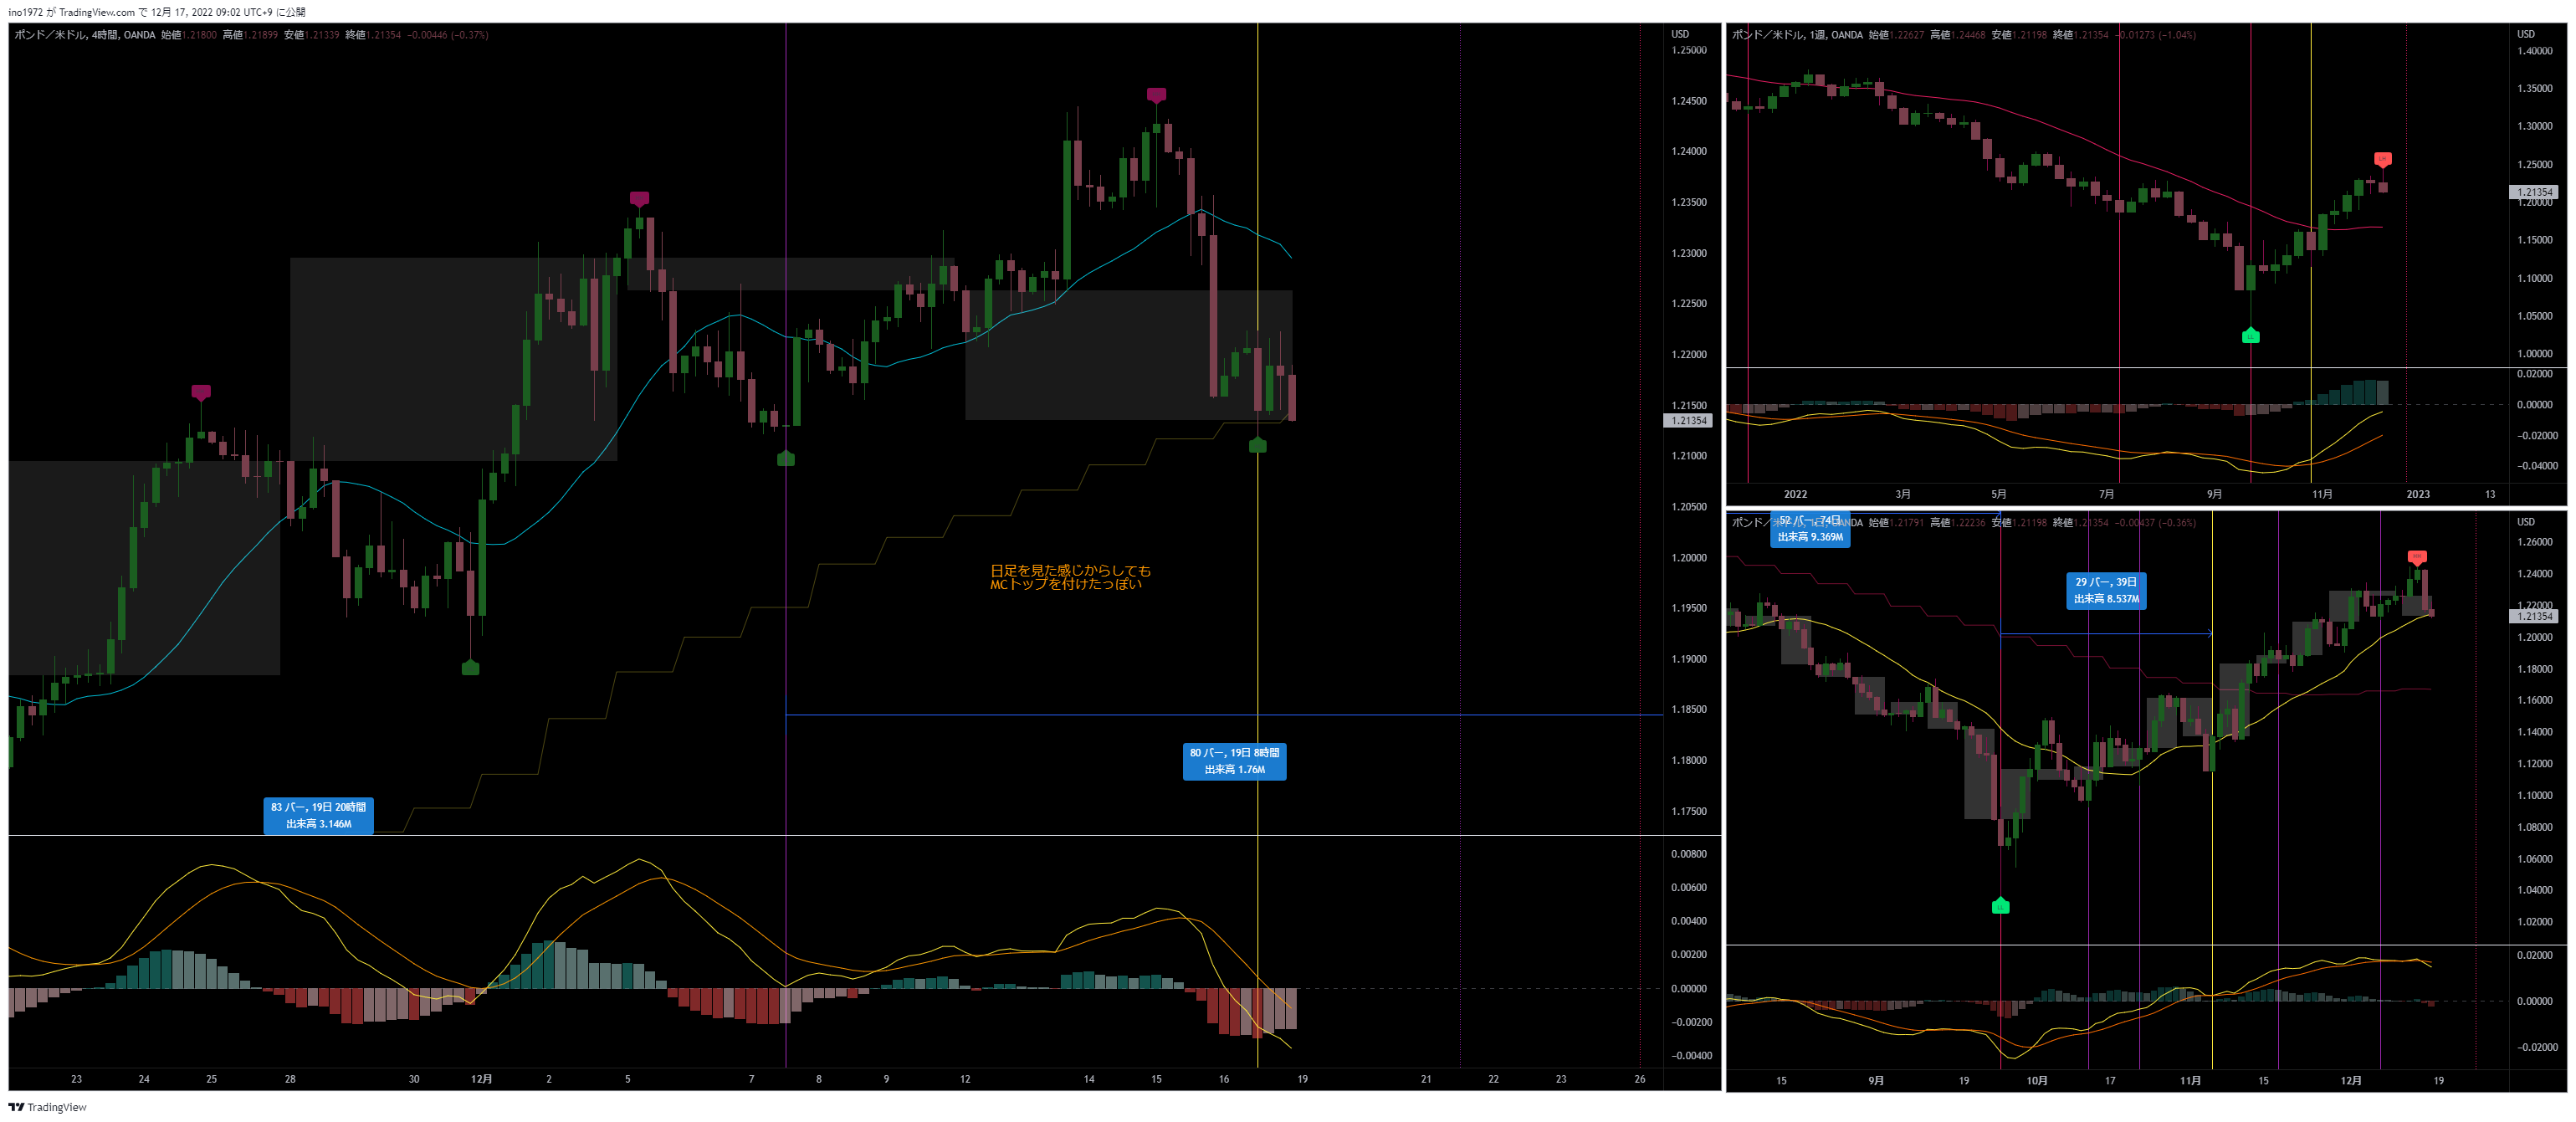 ino1972 が TradingView.com で 12月 17, 2022 09:02 UTC+9 に公開
ポンド／米ドル, 4時間, OANDA 始値1.21800 高値1.21899 安値1.21339 終値1.21354 −0.00446 (−0.37%)
USD
1.25000
1.24500
1.24000
1.23500
1.23000
1.22500
1.22000
1.21500
1.21354
1.21000
1.20500
1.20000
1.19500
1.19000
1.18500
1.18000
1.17500
日足を見た感じからしても
MCトップを付けたっぽい
80 バー, 19日 8時間
出来高 1.76M
83 バー, 19日 20時間
出来高 3.146M
0.00800
0.00600
0.00400
0.00200
0.00000
−0.00200
−0.00400
23 24 25 28 30 12月 2 5 7 8 9 12 14 15 16 19 21 22 23 26
ポンド／米ドル, 1週, OANDA 始値1.22627 高値1.24468 安値1.21198 終値1.21354 −0.01273 (−1.04%)
USD
1.40000
1.35000
1.30000
1.25000
1.21354
1.20000
1.15000
1.10000
1.05000
1.00000
0.02000
0.00000
−0.02000
−0.04000
2022 3月 5月 7月 9月 11月 2023 13
ポンド／米ドル, 1日, OANDA 始値1.21791 高値1.22236 安値1.21198 終値1.21354 −0.00437 (−0.36%)
52 バー, 74日
出来高 9.369M
29 バー, 39日
出来高 8.537M
USD
1.26000
1.24000
1.22000
1.21354
1.20000
1.18000
1.16000
1.14000
1.12000
1.10000
1.08000
1.06000
1.04000
1.02000
0.02000
0.00000
−0.02000
15 9月 19 10月 17 11月 15 12月 19
TradingView